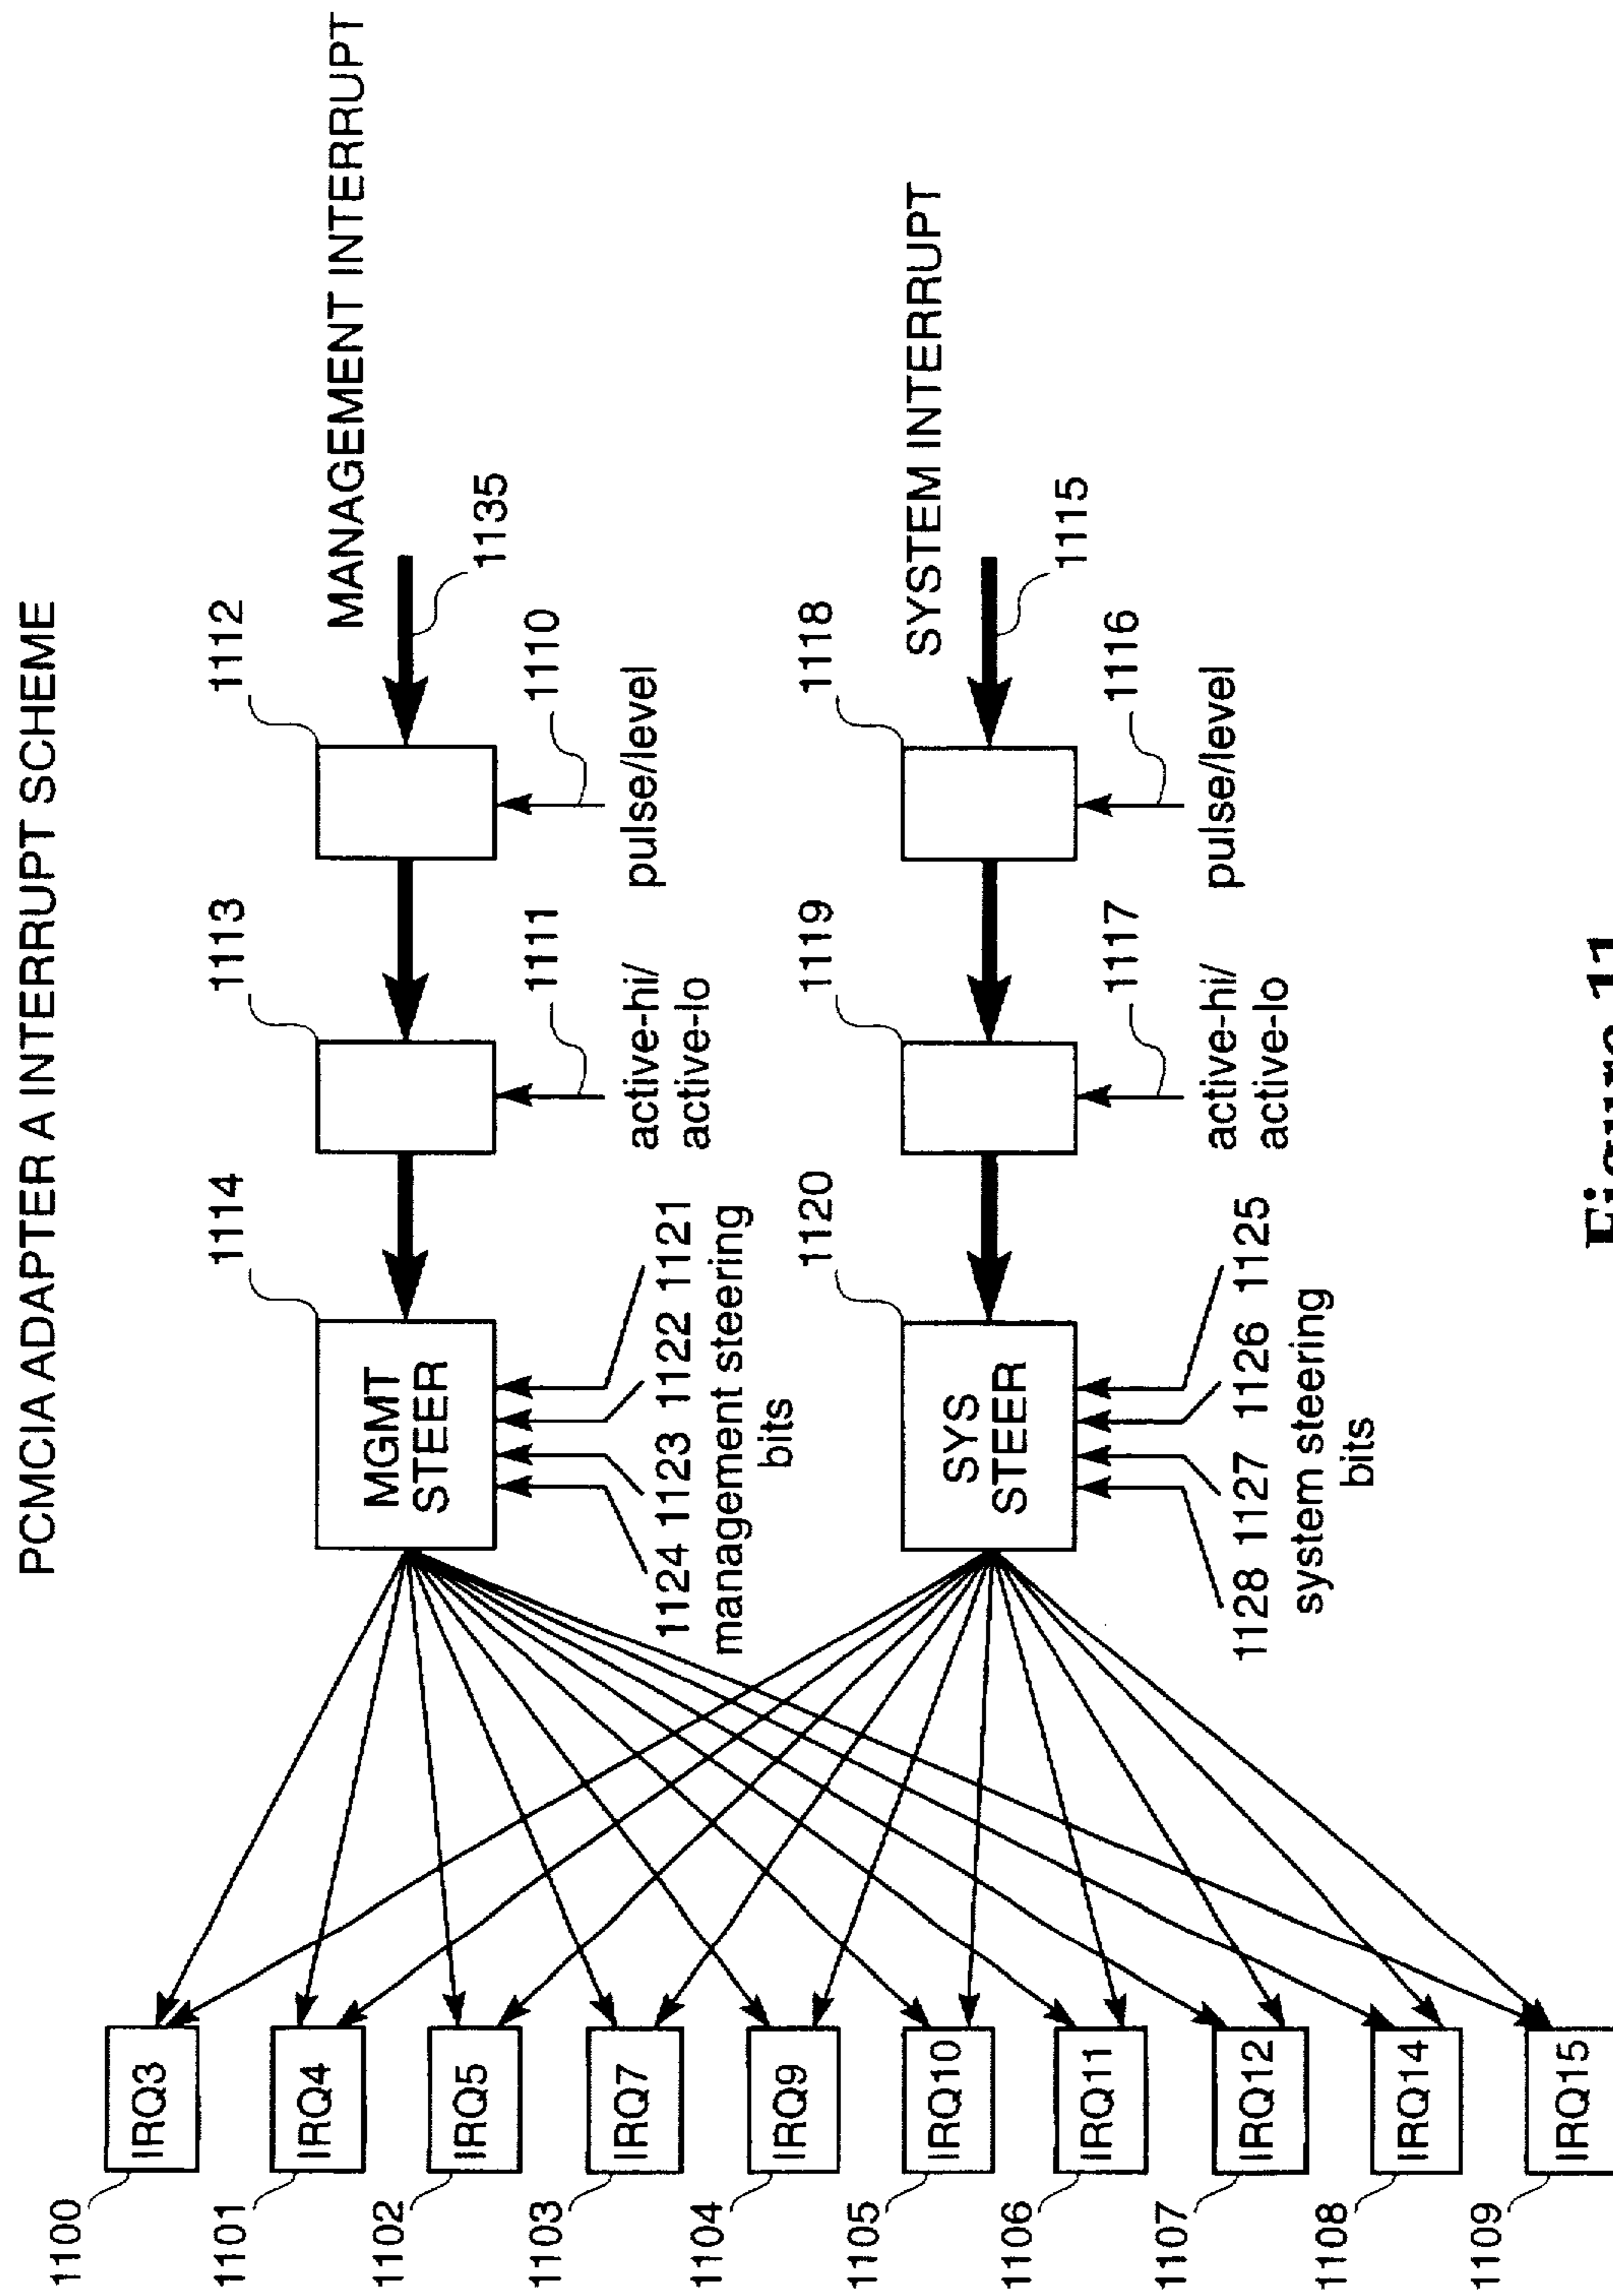 PCMCIA ADAPTER A INTERRUPT SCHEME
1100
IRQ3
1101
IRQ4
1102
IRQ5
1103
IRQ7
1104
IRQ9
1105
IRQ10
1106
IRQ11
1107
IRQ12
1108
IRQ14
1109
IRQ15
1114
MGMT
STEER
1124 1123 1122 1121
management steering
bits
1113
1111
active-hi/
active-lo
1112
1110
pulse/level
1135
MANAGEMENT INTERRUPT
1120
SYS
STEER
1128 1127 1126 1125
system steering
bits
1119
1117
active-hi/
active-lo
1118
1116
pulse/level
1115
SYSTEM INTERRUPT
Figure 11